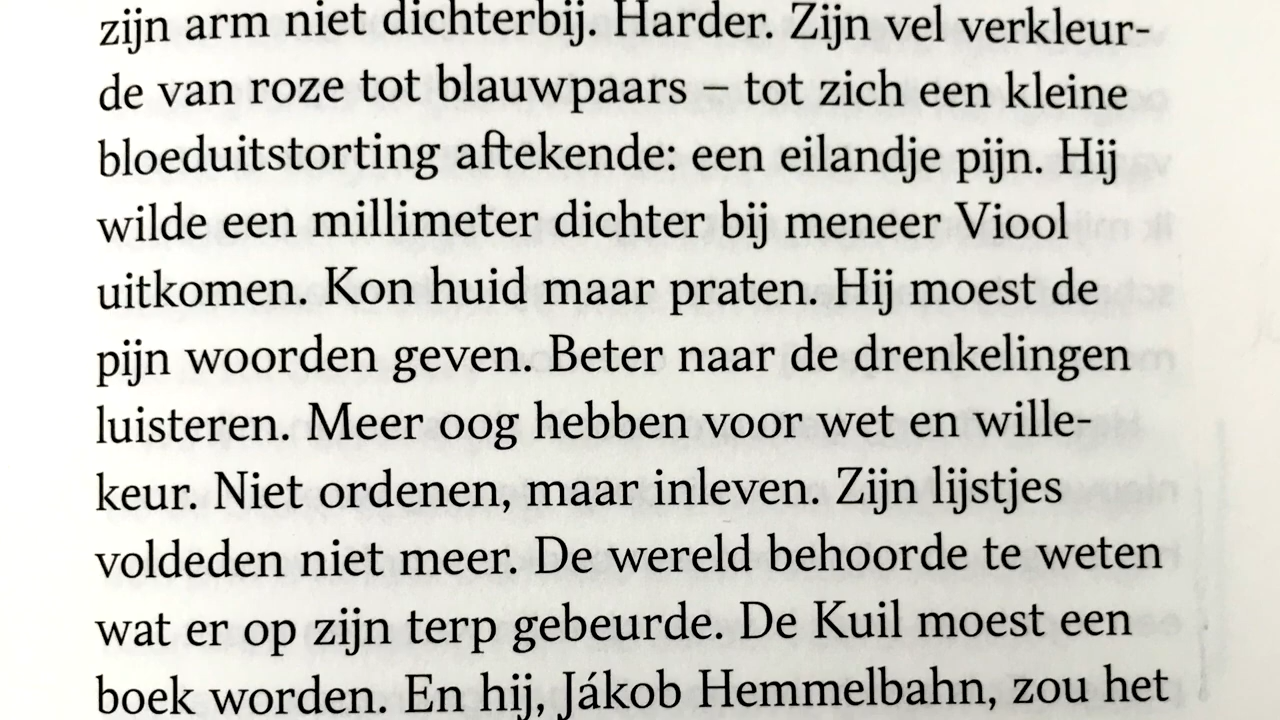 zijn arm niet dichterbij. Harder. Zijn vel verkleur-
de van roze tot blauwpaars – tot zich een kleine
bloeduitstorting aftekende: een eilandje pijn. Hij
wilde een millimeter dichter bij meneer Viool
uitkomen. Kon huid maar praten. Hij moest de
pijn woorden geven. Beter naar de drenkelingen
luisteren. Meer oog hebben voor wet en wille-
keur. Niet ordenen, maar inleven. Zijn lijstjes
voldeden niet meer. De wereld behoorde te weten
wat er op zijn terp gebeurde. De Kuil moest een
boek worden. En hij, Jákob Hemmelbahn, zou het